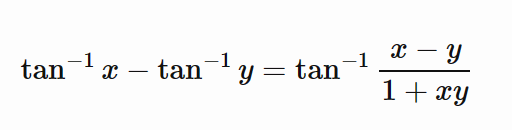 tan⁻¹ x − tan⁻¹ y = tan⁻¹ (x − y)/(1 + xy)